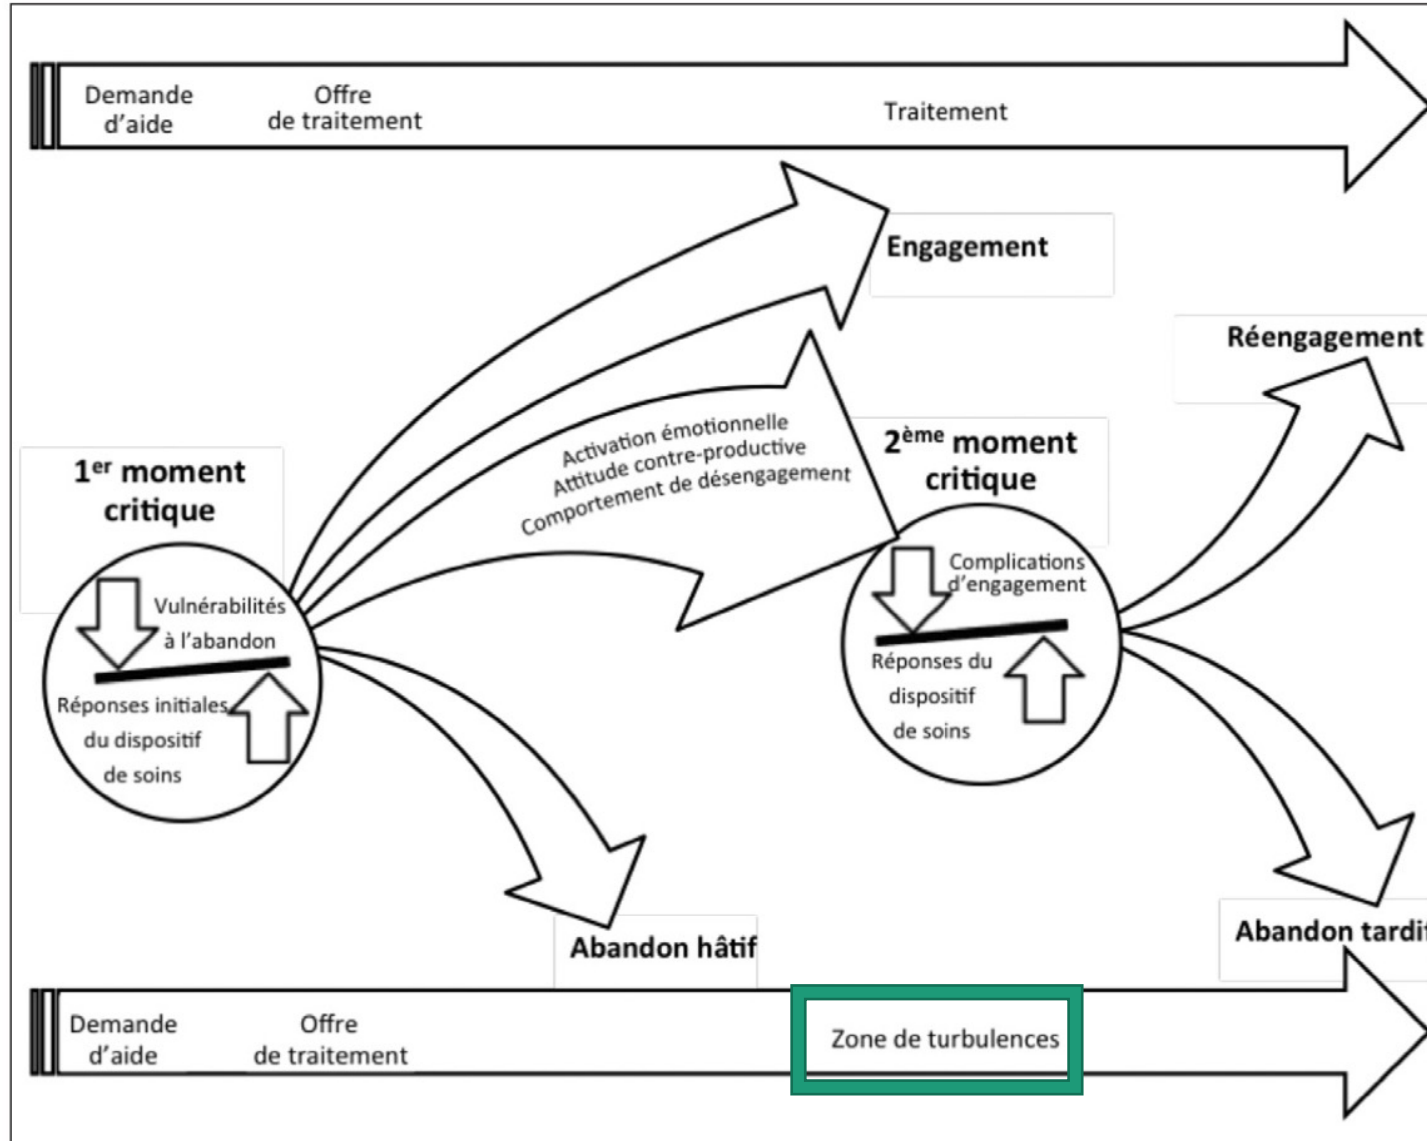 Demande
d'aide
Offre
de traitement
Traitement
Engagement
Réengagement
Activation émotionnelle
Attitude contre-productive
Comportement de désengagement
1er moment
critique
Vulnérabilités
à l'abandon
Réponses initiales
du dispositif
de soins
2ème moment
critique
Complications
d'engagement
Réponses du
dispositif
de soins
Abandon hâtif
Abandon tardif
Demande
d'aide
Offre
de traitement
Zone de turbulences